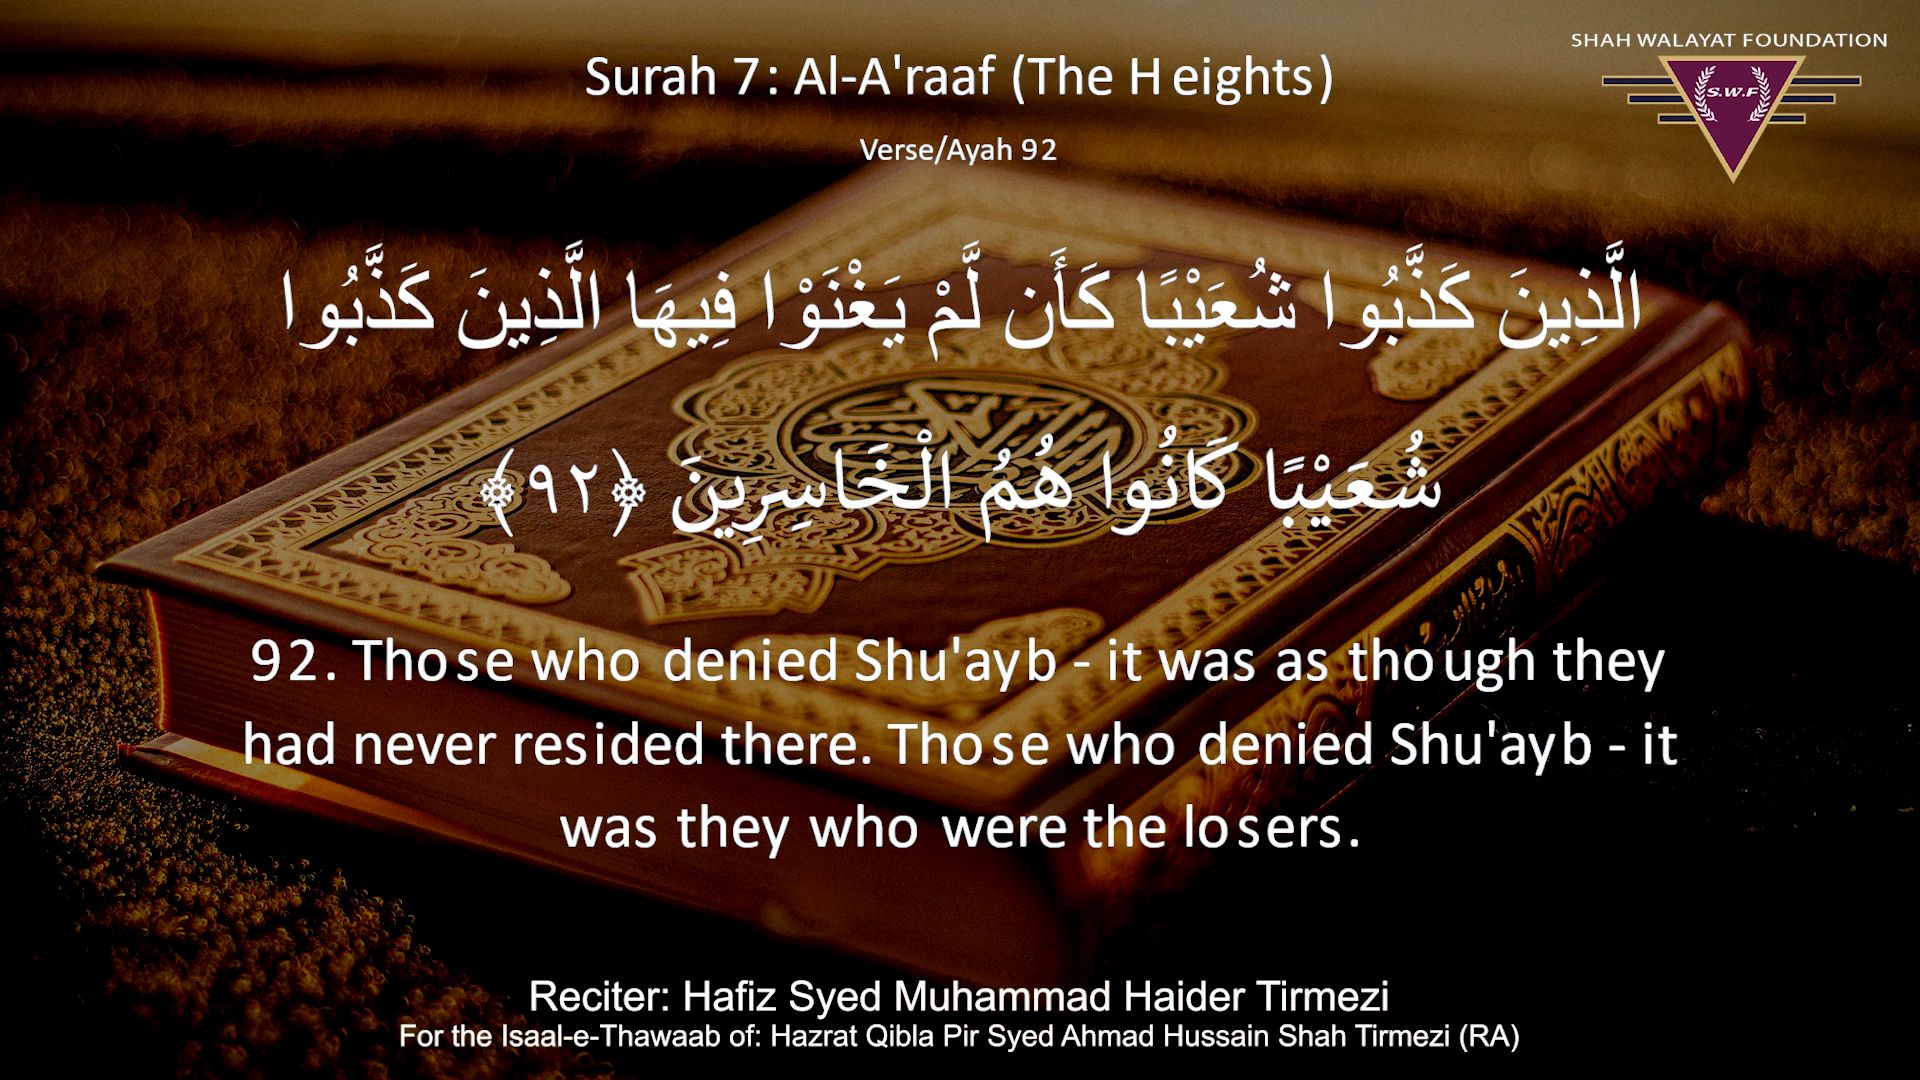 SHAH WALAYAT FOUNDATION
S.W.F
Surah 7: Al-A'raaf (The Heights)
Verse/Ayah 92
الَّذِينَ كَذَّبُوا شُعَيْبًا كَأَن لَّمْ يَغْنَوْا فِيهَا الَّذِينَ كَذَّبُوا
شُعَيْبًا كَانُوا هُمُ الْخَاسِرِينَ ﴿٩٢﴾
92. Those who denied Shu'ayb - it was as though they
had never resided there. Those who denied Shu'ayb - it
was they who were the losers.
Reciter: Hafiz Syed Muhammad Haider Tirmezi
For the Isaal-e-Thawaab of: Hazrat Qibla Pir Syed Ahmad Hussain Shah Tirmezi (RA)